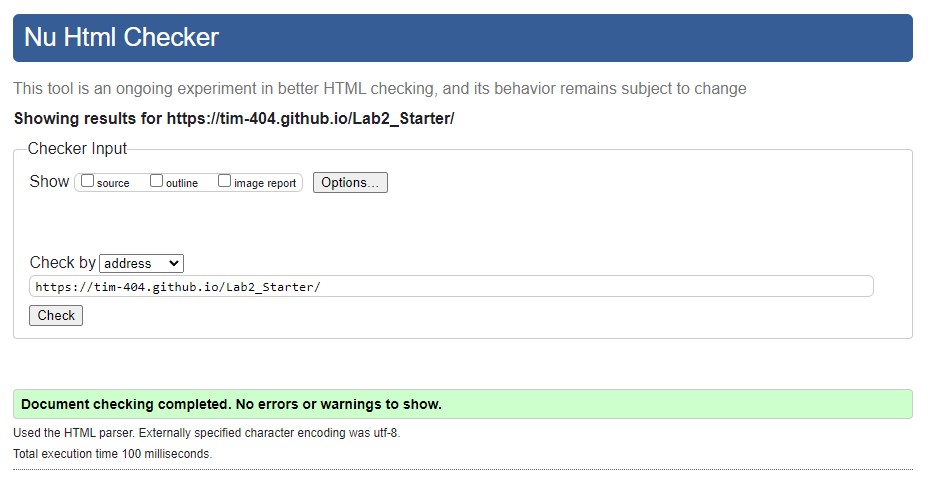 Nu Html Checker
This tool is an ongoing experiment in better HTML checking, and its behavior remains subject to change
Showing results for https://tim-404.github.io/Lab2_Starter/
Checker Input
Show source outline image report Options...
Check by address
https://tim-404.github.io/Lab2_Starter/
Check
Document checking completed. No errors or warnings to show.
Used the HTML parser. Externally specified character encoding was utf-8.
Total execution time 100 milliseconds.